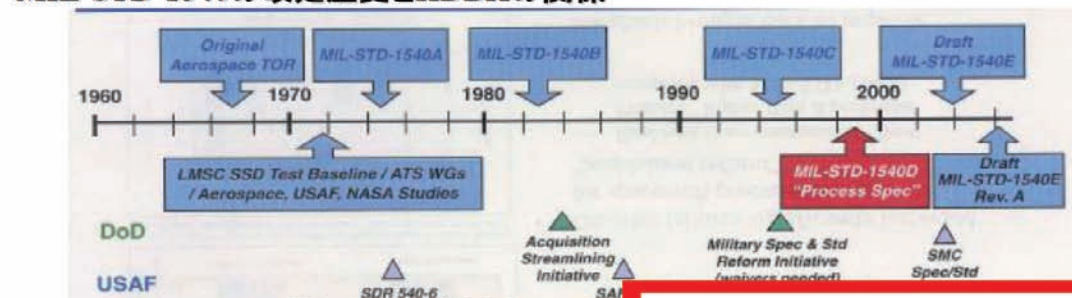 Original
Aerospace TOR
MIL-STD-1540A
MIL-STD-1540B
MIL-STD-1540C
Draft
MIL-STD-1540E
1960
1970
1980
1990
2000
LMSC SSD Test Baseline / ATS WGs
/ Aerospace, USAF, NASA Studies
MIL-STD-1540D
"Process Spec"
Draft
MIL-STD-1540E
Rev. A
DoD
Acquisition
Streamlining
Initiative
Military Spec & Std
Reform Initiative
(waivers needed)
SMC
Spec/Std
USAF
SDR 540-6